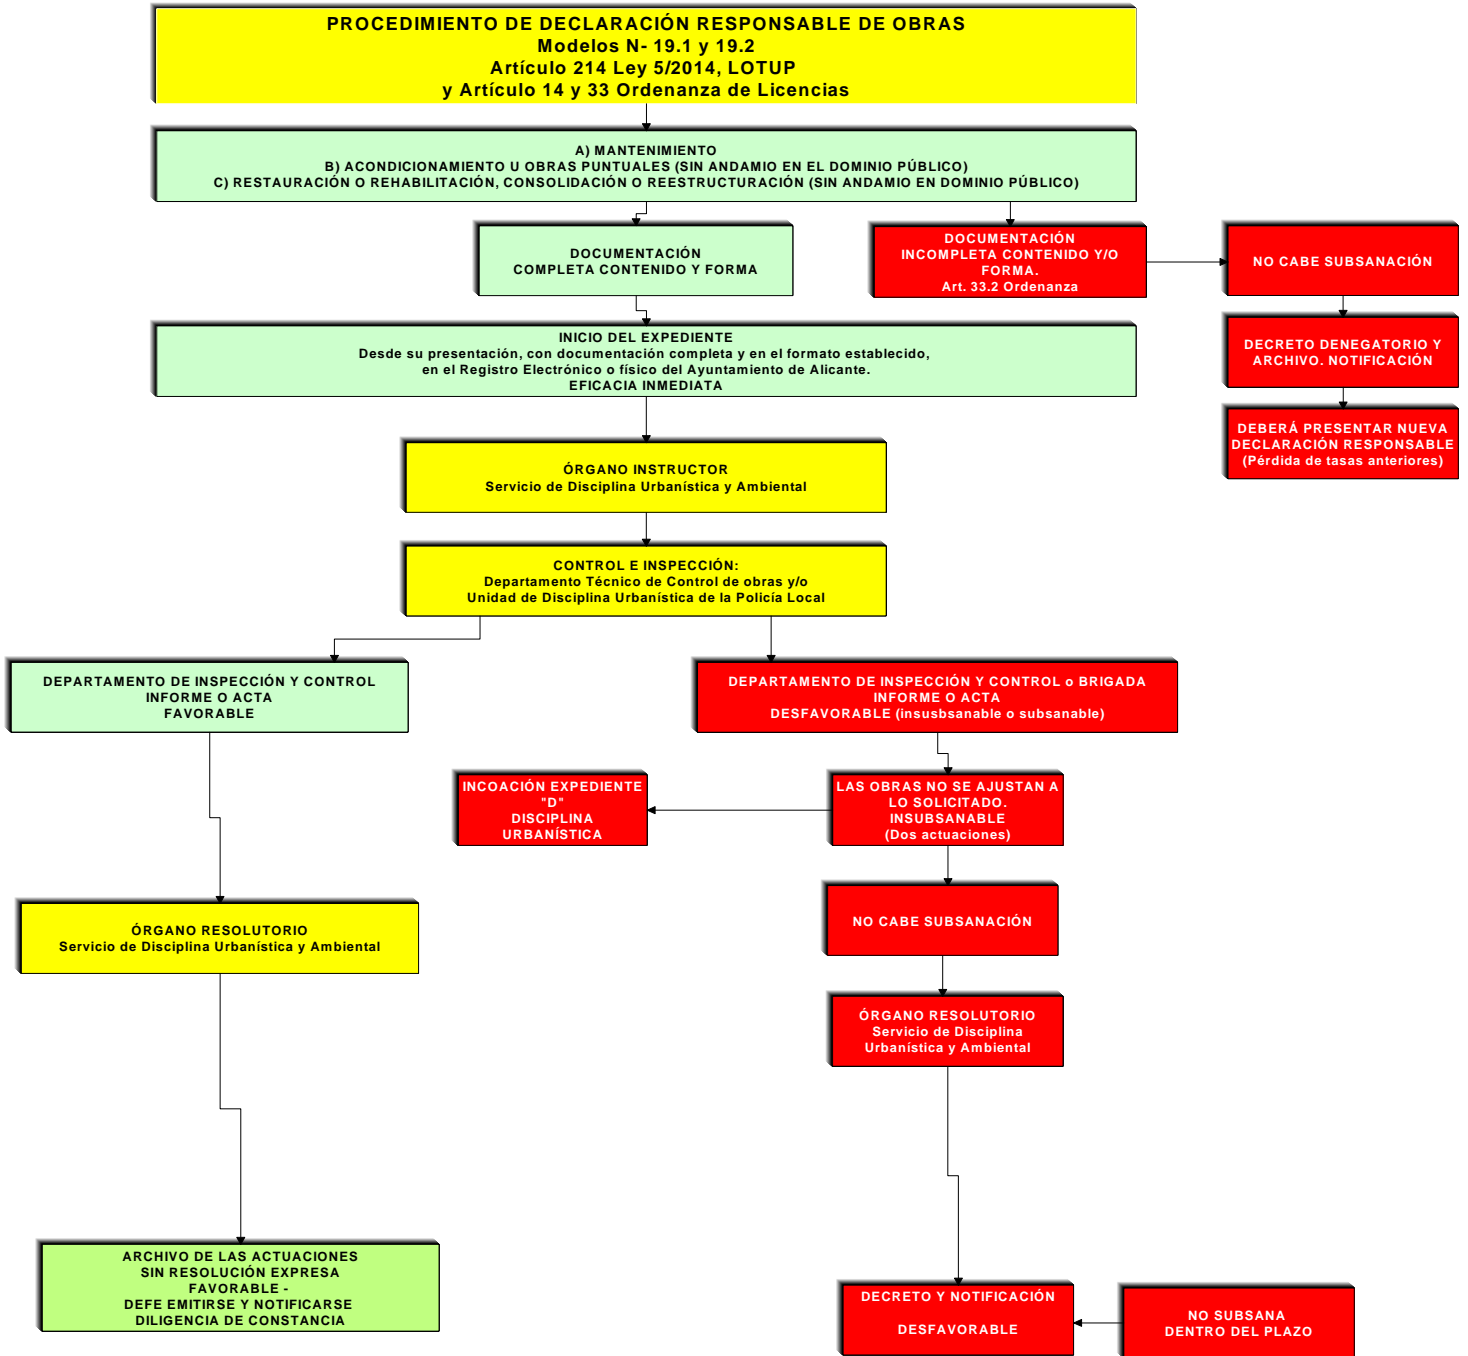 PROCEDIMIENTO DE DECLARACIÓN RESPONSABLE DE OBRAS
Modelos N- 19.1 y 19.2
Artículo 214 Ley 5/2014, LOTUP
y Artículo 14 y 33 Ordenanza de Licencias
A) MANTENIMIENTO
B) ACONDICIONAMIENTO U OBRAS PUNTUALES (SIN ANDAMIO EN EL DOMINIO PÚBLICO)
C) RESTAURACIÓN O REHABILITACIÓN, CONSOLIDACIÓN O REESTRUCTURACIÓN (SIN ANDAMIO EN DOMINIO PÚBLICO)
DOCUMENTACIÓN
COMPLETA CONTENIDO Y FORMA
DOCUMENTACIÓN
INCOMPLETA CONTENIDO Y/O
FORMA.
Art. 33.2 Ordenanza
NO CABE SUBSANACIÓN
INICIO DEL EXPEDIENTE
Desde su presentación, con documentación completa y en el formato establecido,
en el Registro Electrónico o físico del Ayuntamiento de Alicante.
EFICACIA INMEDIATA
DECRETO DENEGATORIO Y
ARCHIVO. NOTIFICACIÓN
DEBERÁ PRESENTAR NUEVA
DECLARACIÓN RESPONSABLE
(Pérdida de tasas anteriores)
ÓRGANO INSTRUCTOR
Servicio de Disciplina Urbanística y Ambiental
CONTROL E INSPECCIÓN:
Departamento Técnico de Control de obras y/o
Unidad de Disciplina Urbanística de la Policía Local
DEPARTAMENTO DE INSPECCIÓN Y CONTROL
INFORME O ACTA
FAVORABLE
DEPARTAMENTO DE INSPECCIÓN Y CONTROL o BRIGADA
INFORME O ACTA
DESFAVORABLE (insusbsanable o subsanable)
INCOACIÓN EXPEDIENTE
"D"
DISCIPLINA
URBANÍSTICA
LAS OBRAS NO SE AJUSTAN A
LO SOLICITADO.
INSUBSANABLE
(Dos actuaciones)
NO CABE SUBSANACIÓN
ÓRGANO RESOLUTORIO
Servicio de Disciplina Urbanística y Ambiental
ÓRGANO RESOLUTORIO
Servicio de Disciplina
Urbanística y Ambiental
ARCHIVO DE LAS ACTUACIONES
SIN RESOLUCIÓN EXPRESA
FAVORABLE -
DEFE EMITIRSE Y NOTIFICARSE
DILIGENCIA DE CONSTANCIA
DECRETO Y NOTIFICACIÓN
DESFAVORABLE
NO SUBSANA
DENTRO DEL PLAZO